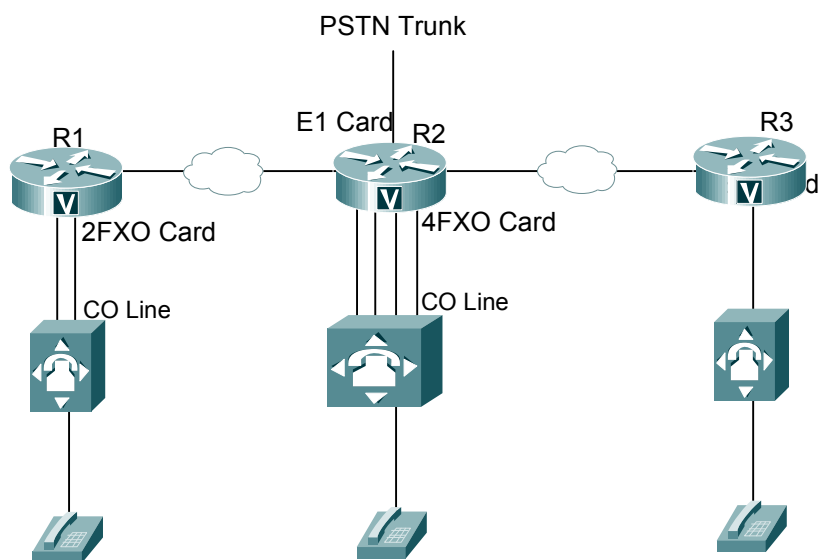 PSTN Trunk
E1 Card
R1
R2
R3
V
V
V
d
2FXO Card
4FXO Card
CO Line
CO Line